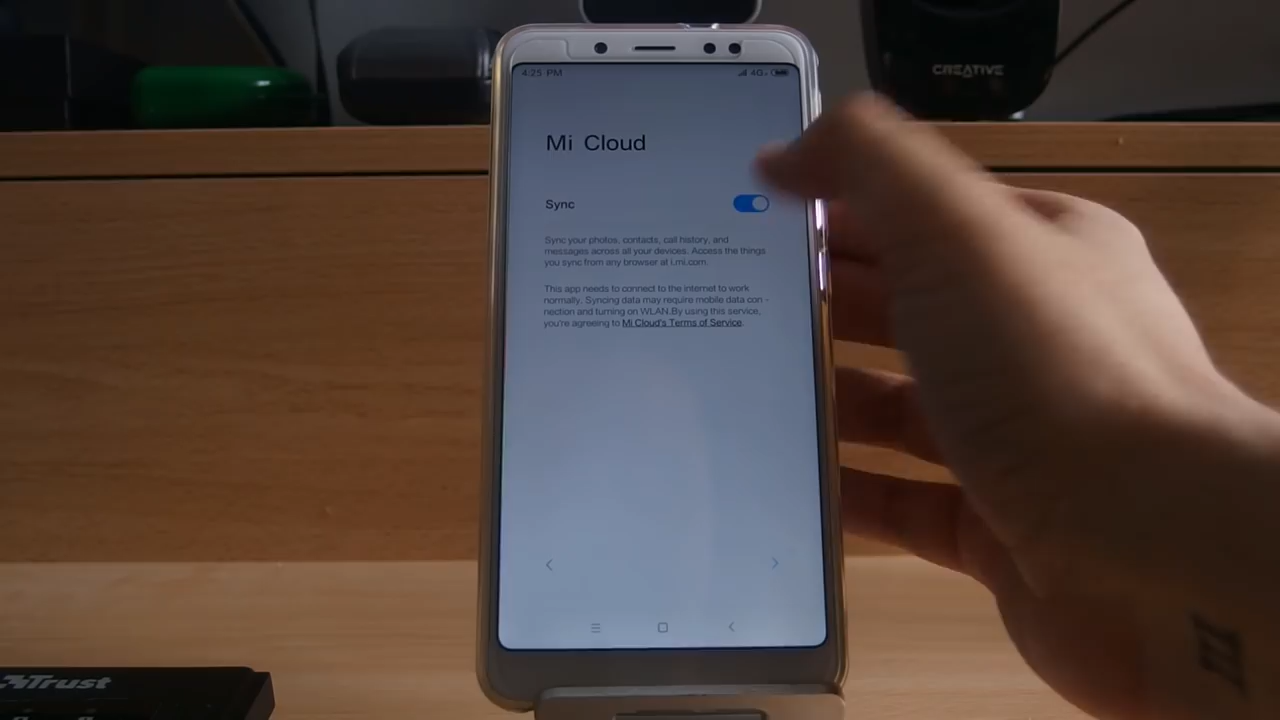 CREATIVE
4:25 PM
4G+
Mi Cloud
Sync
Sync your photos, contacts, call history, and
messages across all your devices. Access the things
you sync from any browser at i.mi.com.
This app needs to connect to the internet to work
normally. Syncing data may require mobile data con -
nection and turning on WLAN.By using this service,
you're agreeing to Mi Cloud's Terms of Service.
Trust